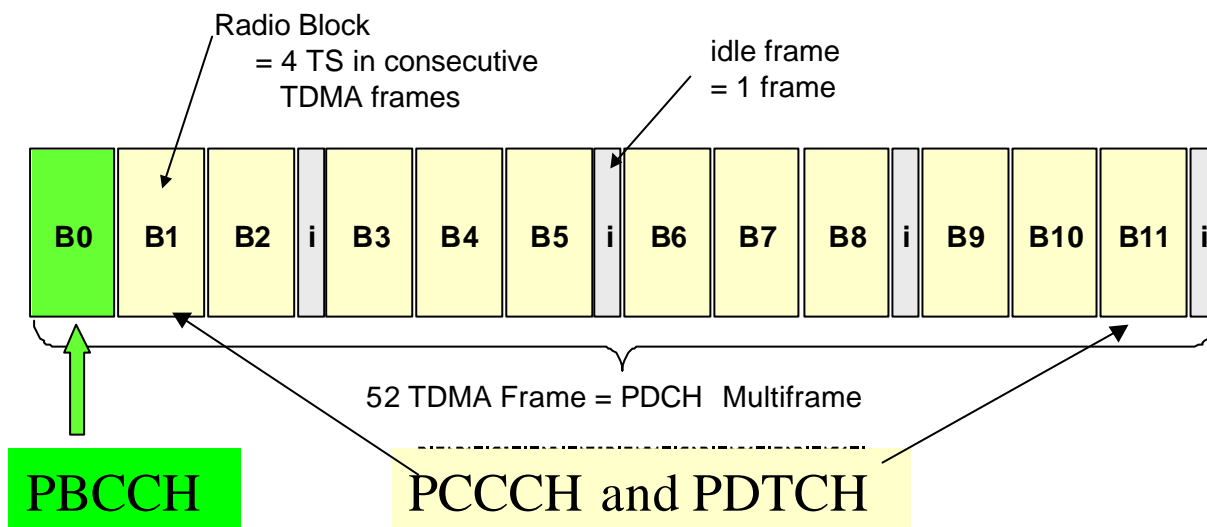 Radio Block
= 4 TS in consecutive
TDMA frames
idle frame
= 1 frame
B0 B1 B2 i B3 B4 B5 i B6 B7 B8 i B9 B10 B11 i
52 TDMA Frame = PDCH Multiframe
PBCCH
PCCCH and PDTCH